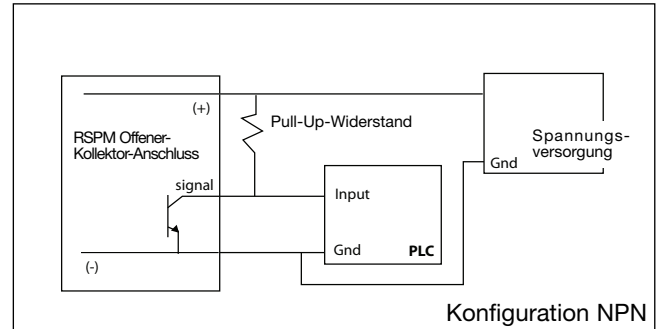 (+)
RSPM Offener-
Kollektor-Anschluss
Pull-Up-Widerstand
Spannungs-
versorgung
Gnd
signal
Input
Gnd PLC
(-)
Konfiguration NPN